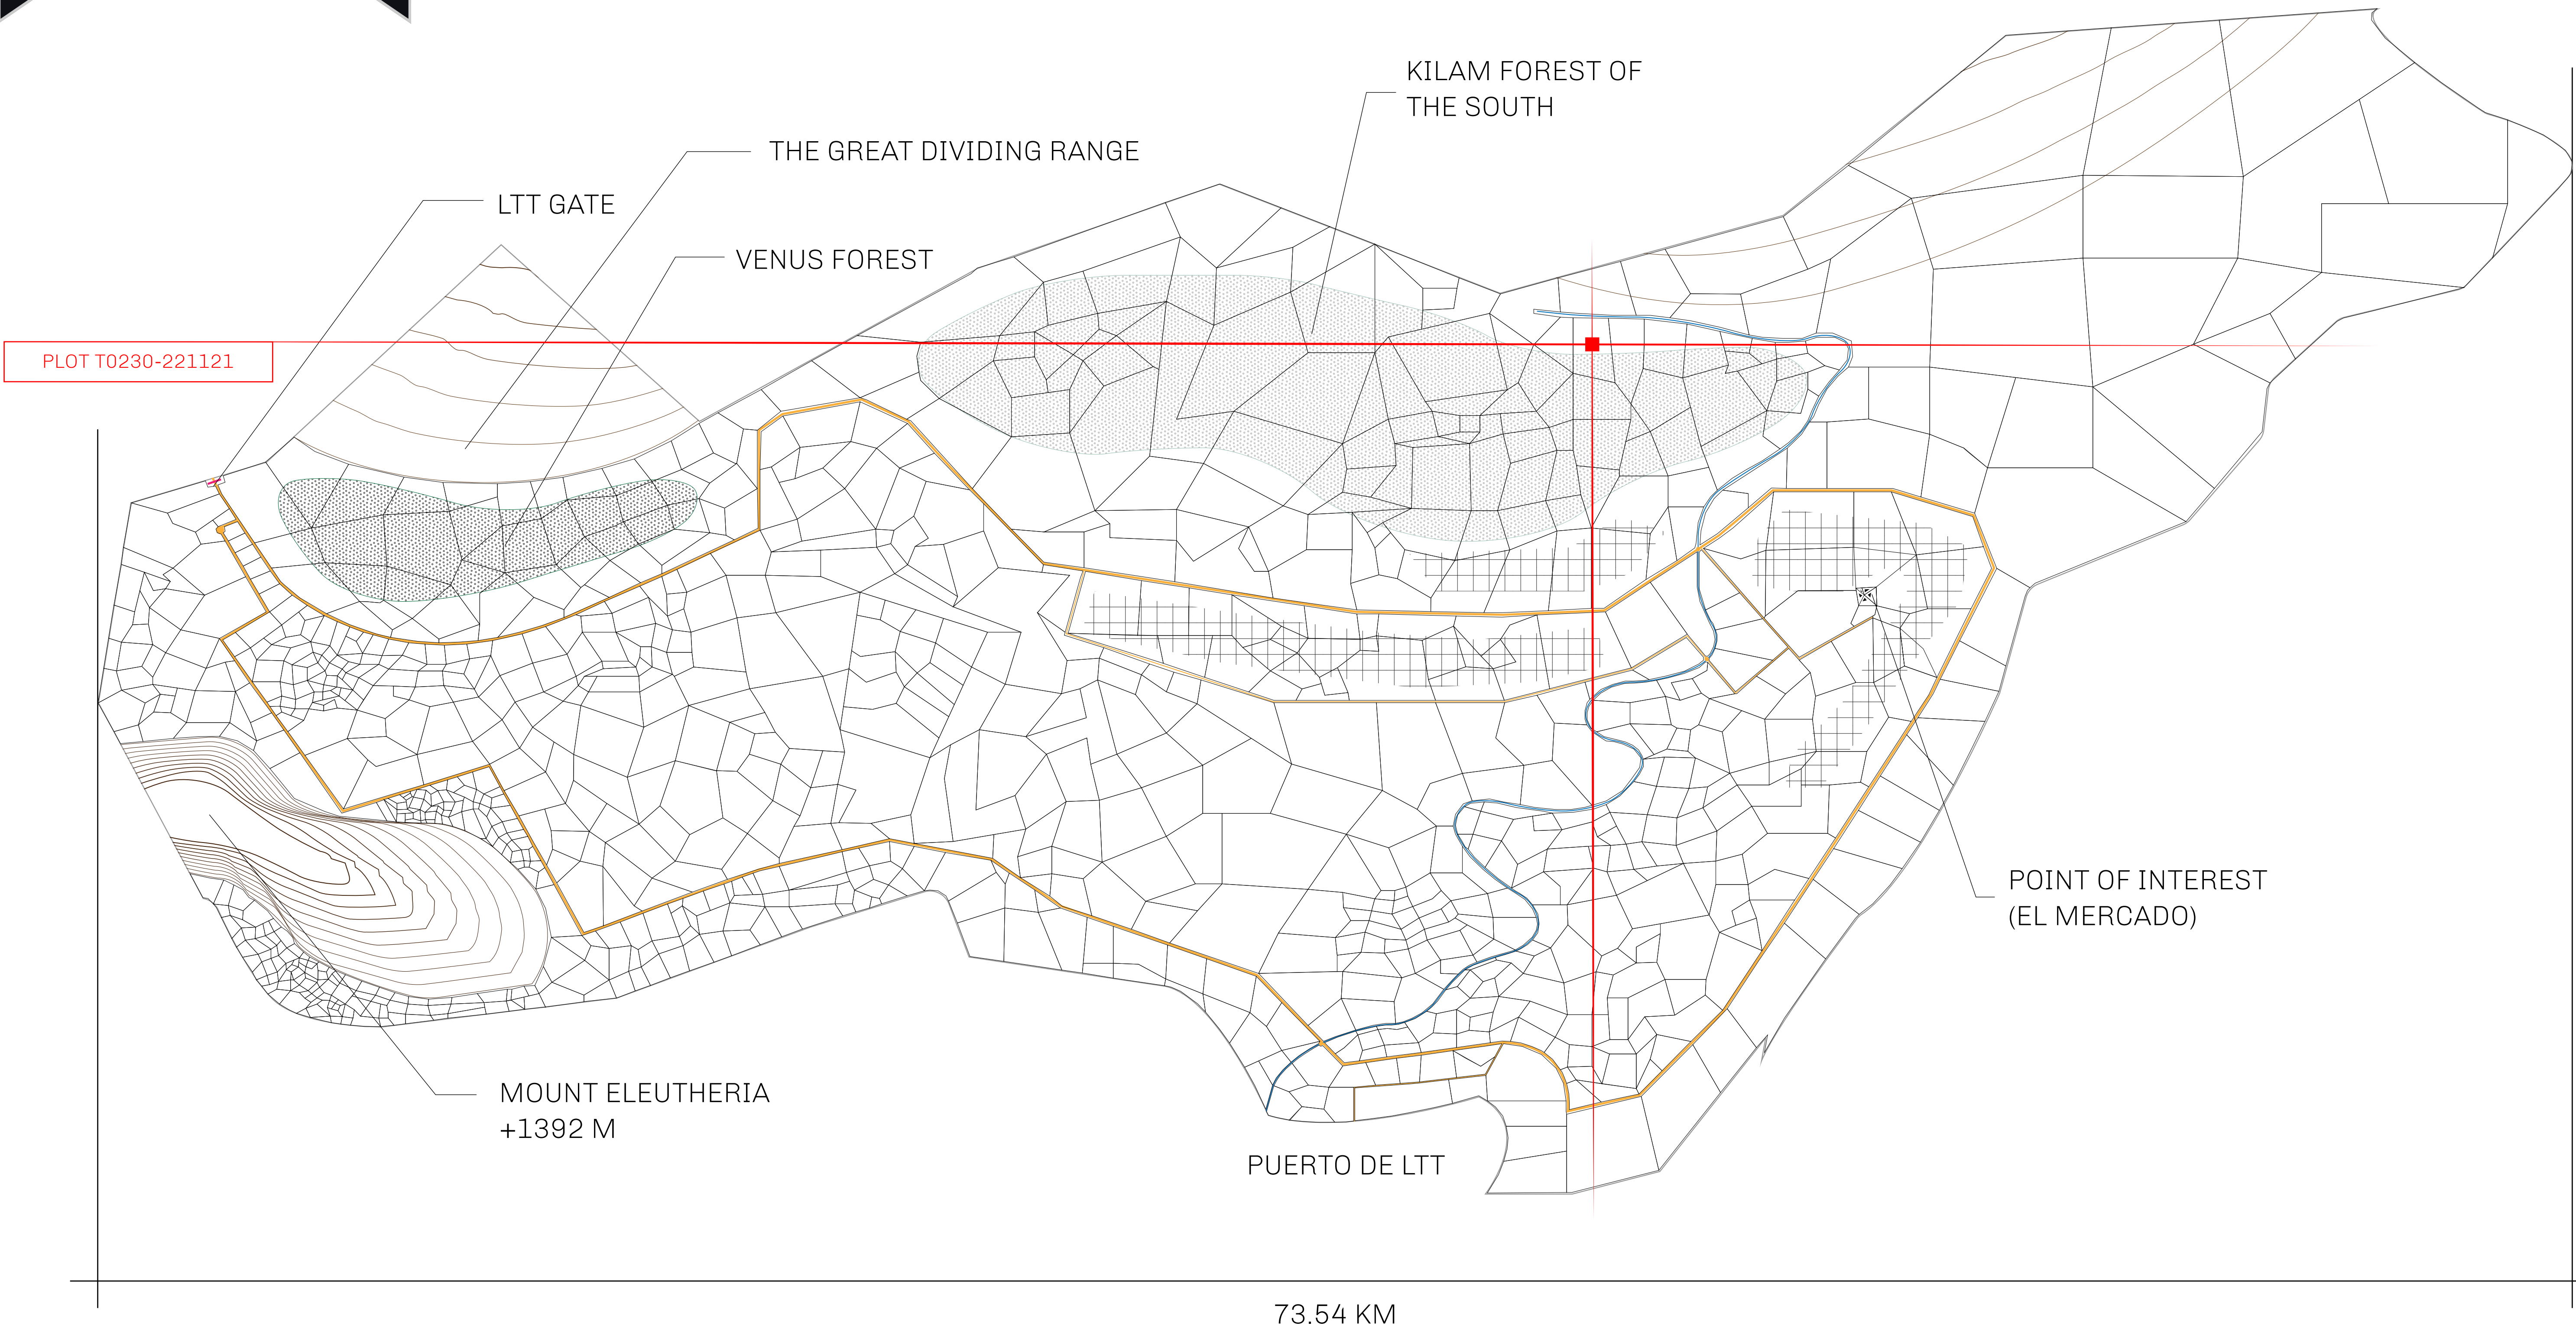 KILAM FOREST OF
THE SOUTH
THE GREAT DIVIDING RANGE
LTT GATE
VENUS FOREST
PLOT T0230-221121
POINT OF INTEREST
(EL MERCADO)
MOUNT ELEUTHERIA
+1392 M
PUERTO DE LTT
73.54 KM